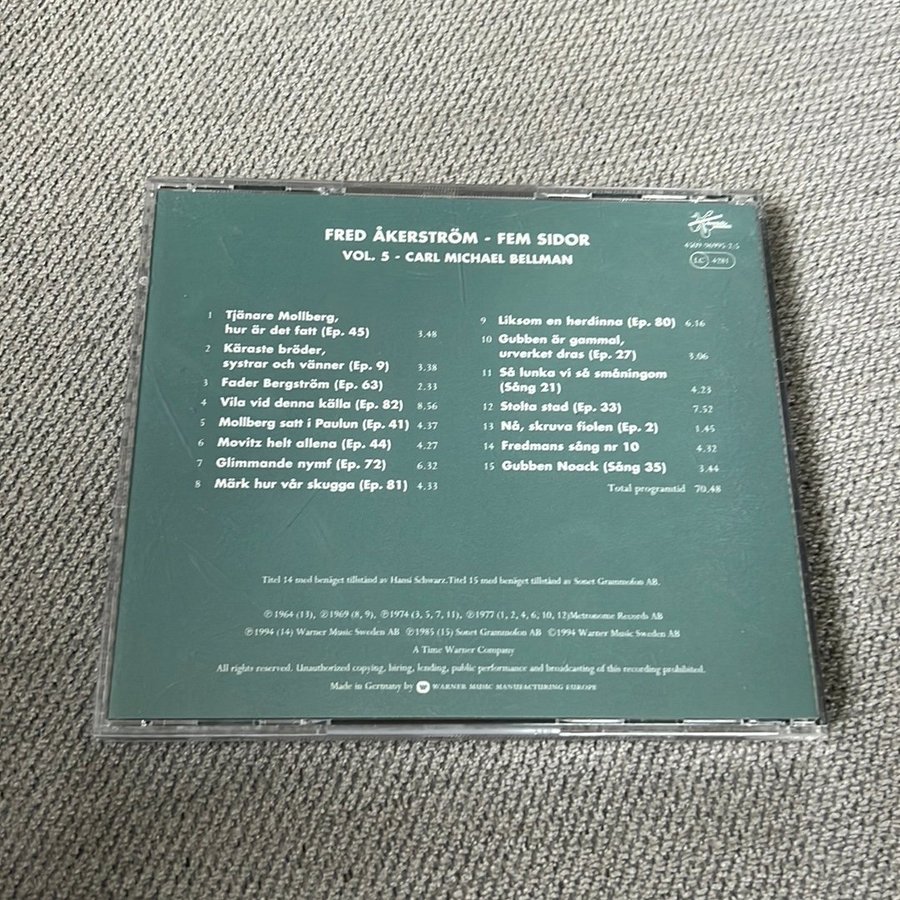 FRED ÅKERSTRÖM - FEM SIDOR
VOL. 5 - CARL MICHAEL BELLMAN
4509-96995-2.5
LC 4281
1 Tjänare Mollberg,
hur är det fatt (Ep. 45) 3.48
2 Käraste bröder,
systrar och vänner (Ep. 9) 3.38
3 Fader Bergström (Ep. 63) 2.33
4 Vila vid denna källa (Ep. 82) 8.56
5 Mollberg satt i Paulun (Ep. 41) 4.37
6 Movitz helt allena (Ep. 44) 4.27
7 Glimmande nymf (Ep. 72) 6.32
8 Märk hur vår skugga (Ep. 81) 4.33
9 Liksom en herdinna (Ep. 80) 6.16
10 Gubben är gammal,
urverket dras (Ep. 27) 3.06
11 Så lunka vi så småningom
(Sång 21) 4.23
12 Stolta stad (Ep. 33) 7.52
13 Nå, skruva fiolen (Ep. 2) 1.45
14 Fredmans sång nr 10 4.32
15 Gubben Noack (Sång 35) 3.44
Total programtid 70.48
Titel 14 med benäget tillstånd av Hansi Schwarz. Titel 15 med benäget tillstånd av Sonet Grammofon AB.
℗1964 (13), ℗1969 (8, 9), ℗1974 (3, 5, 7, 11), ℗1977 (1, 2, 4, 6, 10, 12)Metronome Records AB
℗1994 (14) Warner Music Sweden AB ℗1985 (15) Sonet Grammofon AB ©1994 Warner Music Sweden AB
A Time Warner Company
All rights reserved. Unauthorized copying, hiring, lending, public performance and broadcasting of this recording prohibited.
Made in Germany by WARNER MUSIC MANUFACTURING EUROPE